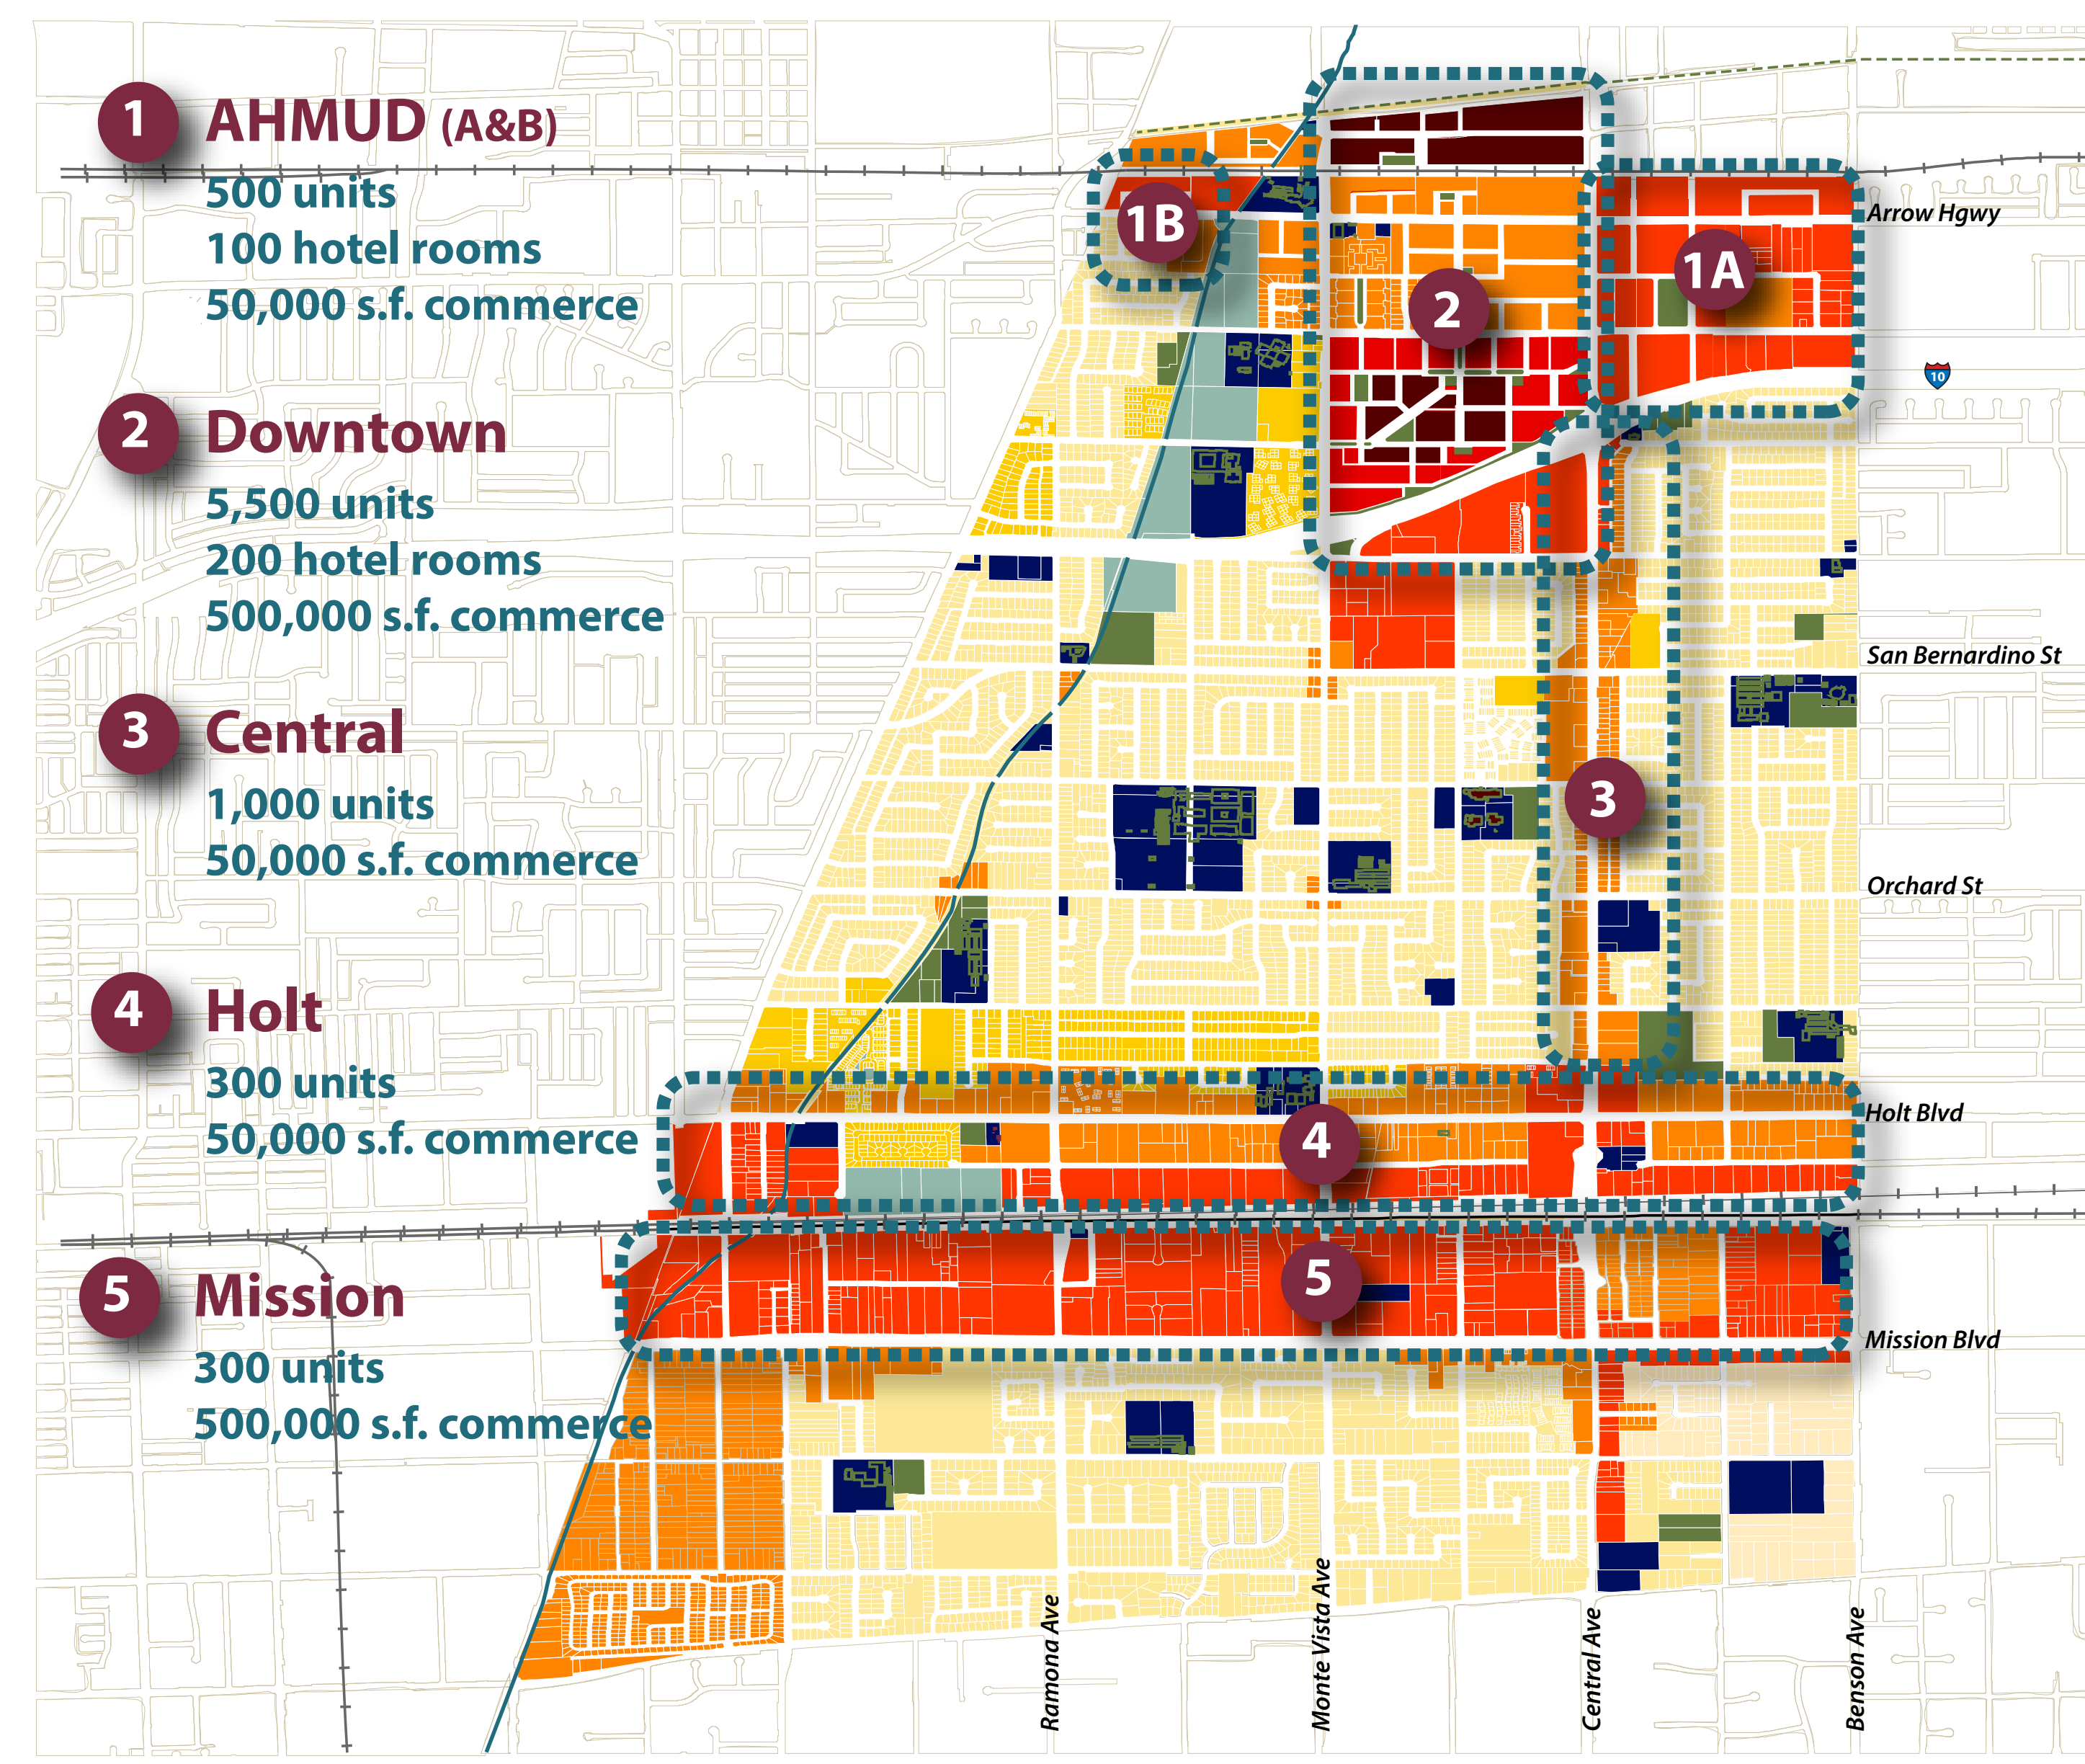 1 AHMUD (A&B)
500 units
100 hotel rooms
50,000 s.f. commerce
2 Downtown
5,500 units
200 hotel rooms
500,000 s.f. commerce
3 Central
1,000 units
50,000 s.f. commerce
4 Holt
300 units
50,000 s.f. commerce
5 Mission
300 units
500,000 s.f. commerce
1B
1A
2
3
4
5
Arrow Hgwy
10
San Bernardino St
Orchard St
Holt Blvd
Mission Blvd
Ramona Ave
Monte Vista Ave
Central Ave
Benson Ave